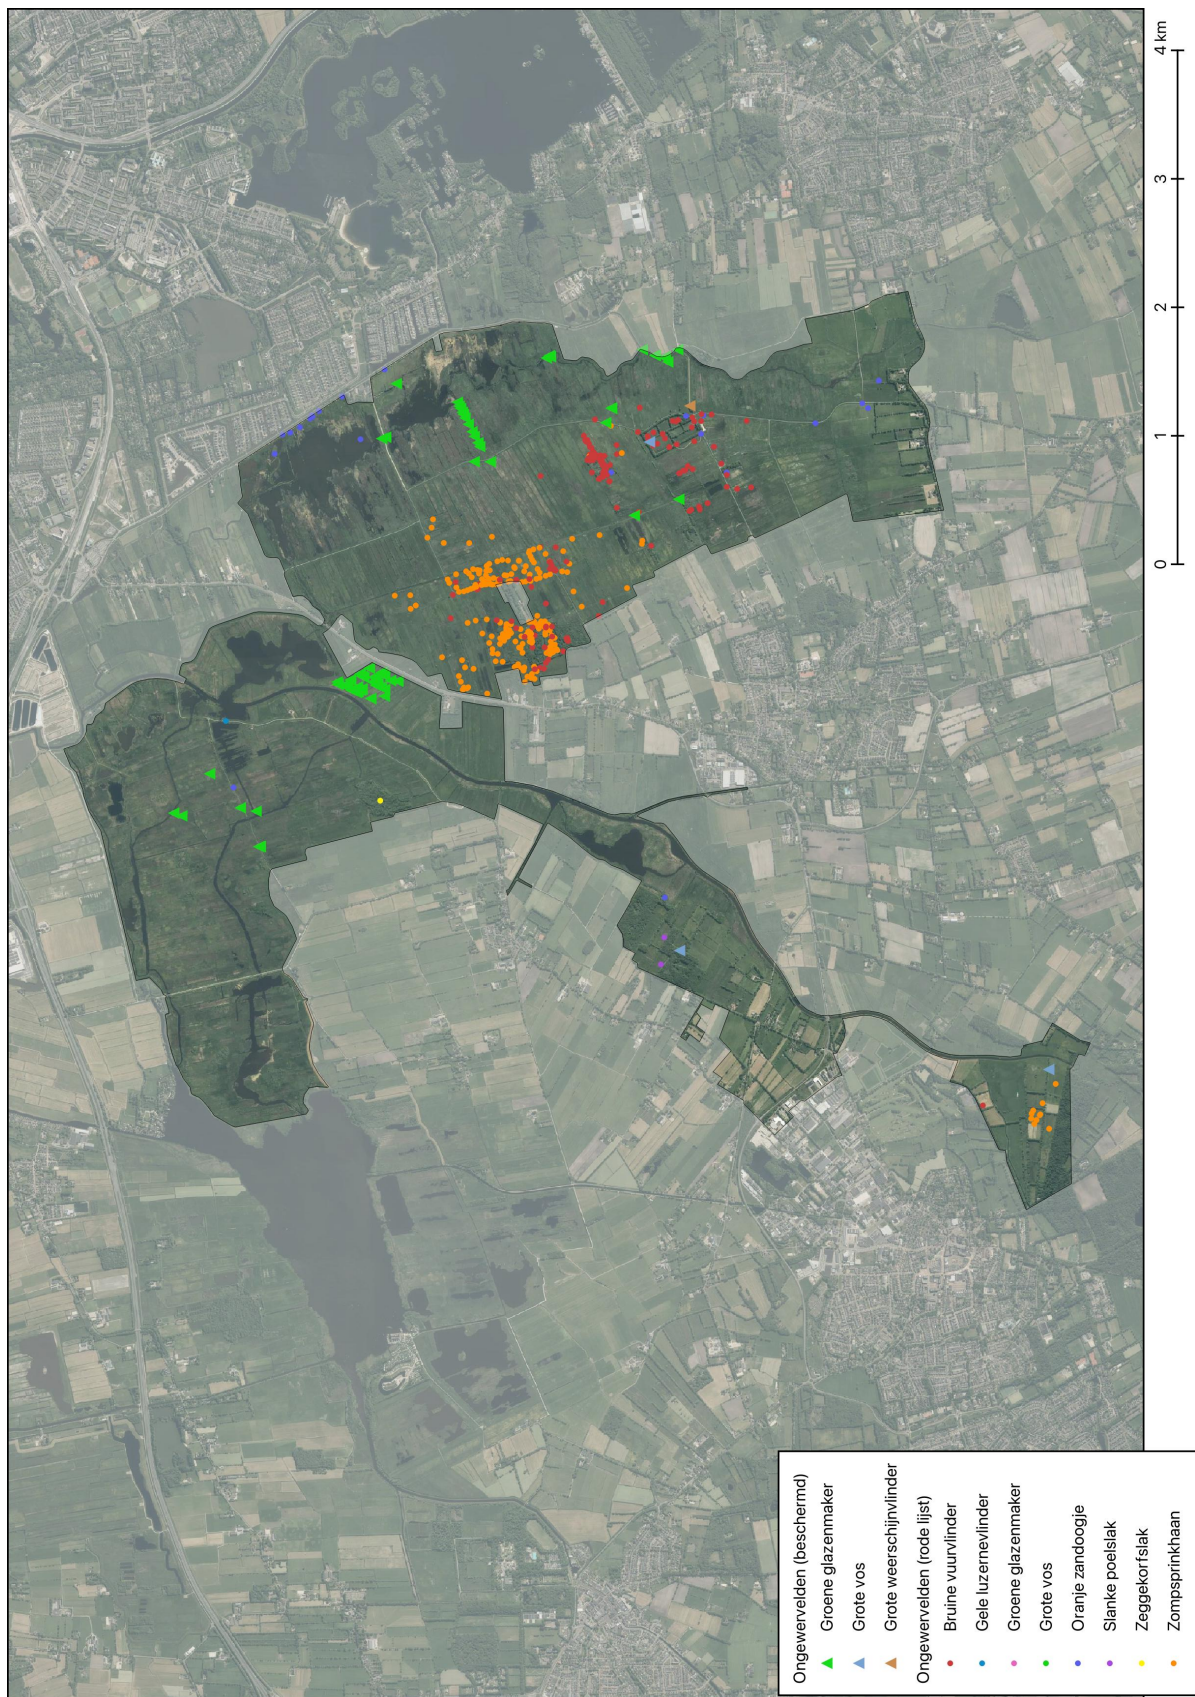 Ongewervelden (beschermd)
Groene glazenmaker
Grote vos
Grote weerschijnvlinder
Ongewervelden (rode lijst)
Bruine vuurvlinder
Gele luzernevlinder
Groene glazenmaker
Grote vos
Oranje zandoogje
Slanke poelslak
Zeggekorfslak
Zompsprinkhaan
0 1 2 3 4 km